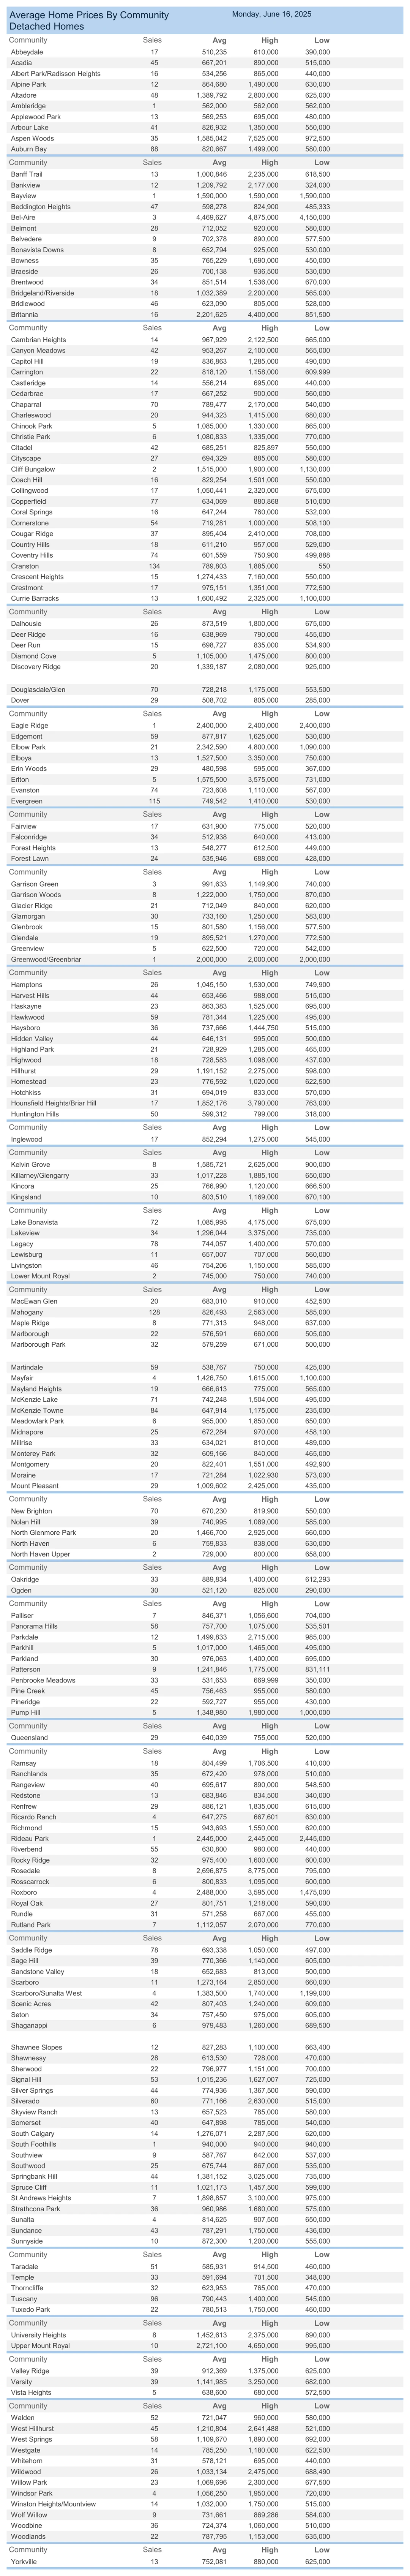 Average Home Prices By Community Monday, June 16, 2025
Detached Homes
Community Sales Avg High Low
Abbeydale 17 510,235 610,000 390,000
Acadia 45 667,201 890,000 515,000
Albert Park/Radisson Heights 16 534,256 865,000 440,000
Alpine Park 12 864,680 1,490,000 630,000
Altadore 48 1,389,792 2,800,000 625,000
Ambleridge 1 562,000 562,000 562,000
Applewood Park 13 569,253 695,000 480,000
Arbour Lake 41 826,932 1,350,000 550,000
Aspen Woods 35 1,585,042 7,525,000 972,500
Auburn Bay 88 820,667 1,499,000 580,000
Community Sales Avg High Low
Banff Trail 13 1,000,846 2,235,000 618,500
Bankview 12 1,209,792 2,177,000 324,000
Bayview 1 1,590,000 1,590,000 1,590,000
Beddington Heights 47 598,278 824,900 485,333
Bel-Aire 3 4,469,627 4,875,000 4,150,000
Belmont 28 712,052 920,000 580,000
Belvedere 9 702,378 890,000 577,500
Bonavista Downs 8 652,794 925,000 530,000
Bowness 35 765,229 1,690,000 450,000
Braeside 26 700,138 936,500 530,000
Brentwood 34 851,514 1,536,000 670,000
Bridgeland/Riverside 18 1,032,389 2,200,000 565,000
Bridlewood 46 623,090 805,000 528,000
Britannia 16 2,201,625 4,400,000 851,500
Community Sales Avg High Low
Cambrian Heights 14 967,929 2,122,500 665,000
Canyon Meadows 42 953,267 2,100,000 565,000
Capitol Hill 19 836,863 1,285,000 490,000
Carrington 22 818,120 1,158,000 609,999
Castleridge 14 556,214 695,000 440,000
Cedarbrae 17 667,252 900,000 560,000
Chaparral 70 789,477 2,170,000 540,000
Charleswood 20 944,323 1,415,000 680,000
Chinook Park 5 1,085,000 1,330,000 865,000
Christie Park 6 1,080,833 1,335,000 770,000
Citadel 42 685,251 825,897 550,000
Cityscape 27 694,329 885,000 580,000
Cliff Bungalow 2 1,515,000 1,900,000 1,130,000
Coach Hill 16 829,254 1,501,000 550,000
Collingwood 17 1,050,441 2,320,000 675,000
Copperfield 77 634,069 880,868 510,000
Coral Springs 16 647,244 760,000 532,000
Cornerstone 54 719,281 1,000,000 508,100
Cougar Ridge 37 895,404 2,410,000 708,000
Country Hills 18 611,210 957,000 529,000
Coventry Hills 74 601,559 750,900 499,888
Cranston 134 789,803 1,885,000 550
Crescent Heights 15 1,274,433 7,160,000 550,000
Crestmont 17 975,151 1,351,000 772,500
Currie Barracks 13 1,600,492 2,325,000 1,100,000
Community Sales Avg High Low
Dalhousie 26 873,519 1,800,000 675,000
Deer Ridge 16 638,969 790,000 455,000
Deer Run 15 698,727 835,000 534,900
Diamond Cove 5 1,105,000 1,475,000 800,000
Discovery Ridge 20 1,339,187 2,080,000 925,000
Douglasdale/Glen 70 728,218 1,175,000 553,500
Dover 29 508,702 805,000 285,000
Community Sales Avg High Low
Eagle Ridge 1 2,400,000 2,400,000 2,400,000
Edgemont 59 877,817 1,625,000 530,000
Elbow Park 21 2,342,590 4,800,000 1,090,000
Elboya 13 1,527,500 3,350,000 750,000
Erin Woods 29 480,598 595,000 367,000
Erlton 5 1,575,500 3,575,000 731,000
Evanston 74 723,608 1,110,000 567,000
Evergreen 115 749,542 1,410,000 530,000
Community Sales Avg High Low
Fairview 17 631,900 775,000 520,000
Falconridge 34 512,938 640,000 413,000
Forest Heights 13 548,277 612,500 449,000
Forest Lawn 24 535,946 688,000 428,000
Community Sales Avg High Low
Garrison Green 3 991,633 1,149,900 740,000
Garrison Woods 8 1,222,000 1,750,000 870,000
Glacier Ridge 21 712,049 840,000 620,000
Glamorgan 30 733,160 1,250,000 583,000
Glenbrook 15 801,580 1,156,000 577,500
Glendale 19 895,521 1,270,000 772,500
Greenview 5 622,500 720,000 542,000
Greenwood/Greenbriar 1 2,000,000 2,000,000 2,000,000
Community Sales Avg High Low
Hamptons 26 1,045,150 1,530,000 749,900
Harvest Hills 44 653,466 988,000 515,000
Haskayne 23 863,383 1,525,000 695,000
Hawkwood 59 781,344 1,225,000 495,000
Haysboro 36 737,666 1,444,750 515,000
Hidden Valley 44 646,131 995,000 500,000
Highland Park 21 728,929 1,285,000 465,000
Highwood 18 728,583 1,098,000 437,000
Hillhurst 29 1,191,152 2,275,000 598,000
Homestead 23 776,592 1,020,000 622,500
Hotchkiss 31 694,019 833,000 570,000
Hounsfield Heights/Briar Hill 17 1,852,176 3,790,000 763,000
Huntington Hills 50 599,312 799,000 318,000
Community Sales Avg High Low
Inglewood 17 852,294 1,275,000 545,000
Community Sales Avg High Low
Kelvin Grove 8 1,585,721 2,625,000 900,000
Killarney/Glengarry 33 1,017,228 1,885,100 650,000
Kincora 25 766,990 1,120,000 666,500
Kingsland 10 803,510 1,169,000 670,100
Community Sales Avg High Low
Lake Bonavista 72 1,085,995 4,175,000 675,000
Lakeview 34 1,296,044 3,375,000 735,000
Legacy 78 744,057 1,400,000 570,000
Lewisburg 11 657,007 707,000 560,000
Livingston 46 754,206 1,150,000 585,000
Lower Mount Royal 2 745,000 750,000 740,000
Community Sales Avg High Low
MacEwan Glen 20 683,010 910,000 452,500
Mahogany 128 826,493 2,563,000 585,000
Maple Ridge 8 771,313 948,000 637,000
Marlborough 22 576,591 660,000 505,000
Marlborough Park 32 579,259 671,000 500,000
Martindale 59 538,767 750,000 425,000
Mayfair 4 1,426,750 1,615,000 1,100,000
Mayland Heights 19 666,613 775,000 565,000
McKenzie Lake 71 742,248 1,504,000 495,000
McKenzie Towne 84 647,914 1,175,000 235,000
Meadowlark Park 6 955,000 1,850,000 650,000
Midnapore 25 672,284 970,000 458,100
Millrise 33 634,021 810,000 489,000
Monterey Park 32 609,166 840,000 465,000
Montgomery 20 822,401 1,551,000 492,900
Moraine 17 721,284 1,022,930 573,000
Mount Pleasant 29 1,009,602 2,425,000 435,000
Community Sales Avg High Low
New Brighton 70 670,230 819,900 550,000
Nolan Hill 39 740,995 1,089,000 585,000
North Glenmore Park 20 1,466,700 2,925,000 660,000
North Haven 6 759,833 838,000 630,000
North Haven Upper 2 729,000 800,000 658,000
Community Sales Avg High Low
Oakridge 33 889,834 1,400,000 612,293
Ogden 30 521,120 825,000 290,000
Community Sales Avg High Low
Palliser 7 846,371 1,056,600 704,000
Panorama Hills 58 757,700 1,075,000 535,501
Parkdale 12 1,499,833 2,715,000 985,000
Parkhill 5 1,017,000 1,465,000 495,000
Parkland 30 976,063 1,400,000 695,000
Patterson 9 1,241,846 1,775,000 831,111
Penbrooke Meadows 33 531,653 669,999 350,000
Pine Creek 45 756,463 955,000 580,000
Pineridge 22 592,727 955,000 430,000
Pump Hill 5 1,348,980 1,980,000 1,000,000
Community Sales Avg High Low
Queensland 29 640,039 755,000 520,000
Community Sales Avg High Low
Ramsay 18 804,499 1,706,500 410,000
Ranchlands 35 672,420 978,000 510,000
Rangeview 40 695,617 890,000 548,500
Redstone 13 683,846 834,500 340,000
Renfrew 29 886,121 1,835,000 615,000
Ricardo Ranch 4 647,275 667,601 630,000
Richmond 15 943,693 1,550,000 620,000
Rideau Park 1 2,445,000 2,445,000 2,445,000
Riverbend 55 630,800 980,000 440,000
Rocky Ridge 32 975,400 1,600,000 600,000
Rosedale 8 2,696,875 8,775,000 795,000
Rosscarrock 6 800,833 1,095,000 600,000
Roxboro 4 2,488,000 3,595,000 1,475,000
Royal Oak 27 801,751 1,218,000 590,000
Rundle 31 571,258 667,000 455,000
Rutland Park 7 1,112,057 2,070,000 770,000
Community Sales Avg High Low
Saddle Ridge 78 693,338 1,050,000 497,000
Sage Hill 39 770,366 1,140,000 605,000
Sandstone Valley 18 652,683 813,000 500,000
Scarboro 11 1,273,164 2,850,000 660,000
Scarboro/Sunalta West 4 1,383,500 1,740,000 1,199,000
Scenic Acres 42 807,403 1,240,000 609,000
Seton 34 757,450 975,000 605,000
Shaganappi 6 979,483 1,260,000 689,500
Shawnee Slopes 12 827,283 1,100,000 663,400
Shawnessy 28 613,530 728,000 470,000
Sherwood 22 796,977 1,151,000 700,000
Signal Hill 53 1,015,236 1,627,007 725,000
Silver Springs 44 774,936 1,367,500 590,000
Silverado 60 771,166 2,630,000 515,000
Skyview Ranch 13 657,523 785,000 580,000
Somerset 40 647,898 785,000 540,000
South Calgary 14 1,276,071 2,287,500 620,000
South Foothills 1 940,000 940,000 940,000
Southview 9 587,767 642,000 537,000
Southwood 25 675,744 867,000 535,000
Springbank Hill 44 1,381,152 3,025,000 735,000
Spruce Cliff 11 1,021,173 1,457,500 599,000
St Andrews Heights 7 1,898,857 3,100,000 975,000
Strathcona Park 36 960,986 1,680,000 575,000
Sunalta 4 814,625 907,500 650,000
Sundance 43 787,291 1,750,000 436,000
Sunnyside 10 872,300 1,200,000 555,000
Community Sales Avg High Low
Taradale 51 585,931 914,500 460,000
Temple 33 591,694 701,500 348,000
Thorncliffe 32 623,953 765,000 470,000
Tuscany 96 790,443 1,400,000 545,000
Tuxedo Park 22 780,513 1,750,000 460,000
Community Sales Avg High Low
University Heights 8 1,452,613 2,375,000 890,000
Upper Mount Royal 10 2,721,100 4,650,000 995,000
Community Sales Avg High Low
Valley Ridge 39 912,369 1,375,000 625,000
Varsity 39 1,141,985 3,250,000 682,000
Vista Heights 5 638,600 680,000 572,500
Community Sales Avg High Low
Walden 52 721,047 960,000 580,000
West Hillhurst 45 1,210,804 2,641,488 521,000
West Springs 58 1,109,670 1,890,000 692,000
Westgate 14 785,250 1,180,000 622,500
Whitehorn 31 578,121 695,000 440,000
Wildwood 26 1,033,134 2,475,000 688,490
Willow Park 23 1,069,696 2,300,000 677,500
Windsor Park 4 1,056,250 1,950,000 720,000
Winston Heights/Mountview 14 1,032,000 1,750,000 515,000
Wolf Willow 9 731,661 869,286 584,000
Woodbine 36 724,374 1,060,000 510,000
Woodlands 22 787,795 1,153,000 635,000
Community Sales Avg High Low
Yorkville 13 752,081 880,000 625,000